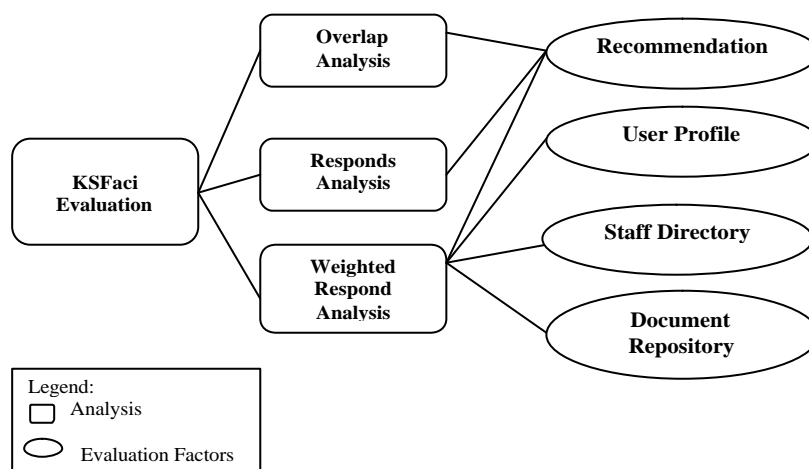 Overlap
Analysis
Recommendation
User Profile
KSFaci
Evaluation
Responds
Analysis
Staff Directory
Weighted
Respond
Analysis
Document
Repository
Legend:
Analysis
Evaluation Factors